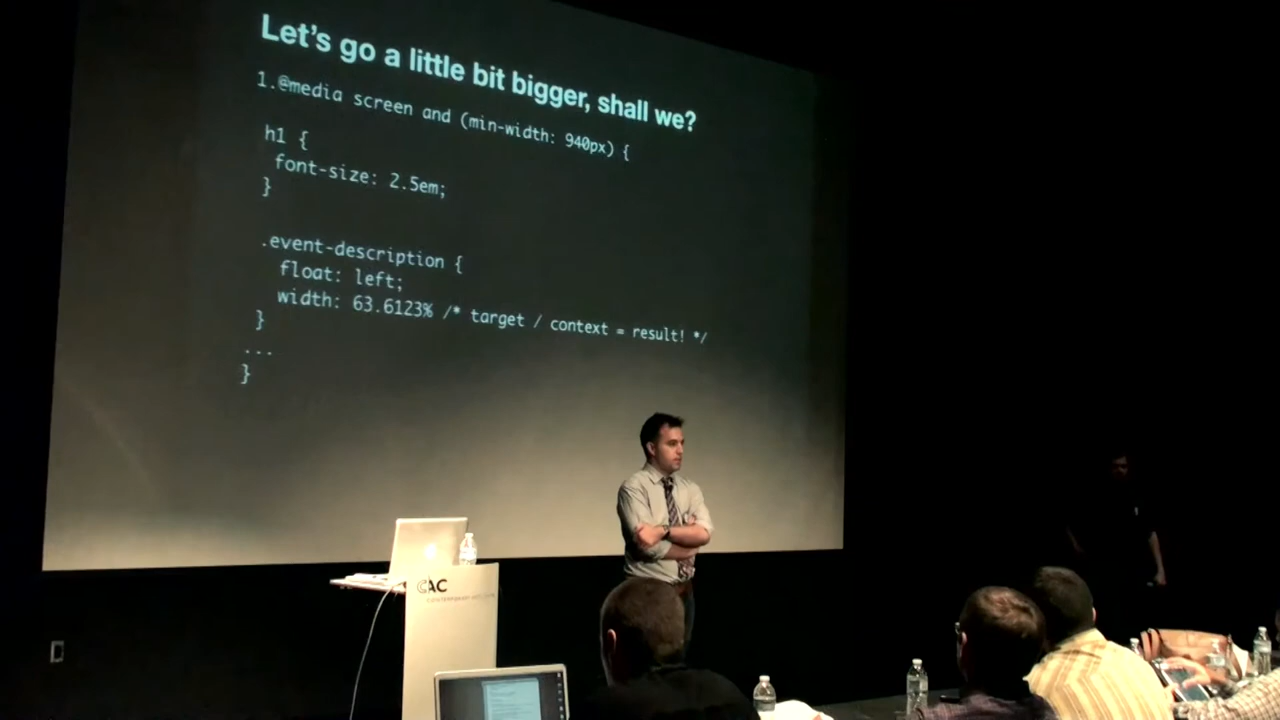 Let's go a little bit bigger, shall we?
1.@media screen and (min-width: 940px) {
h1 {
font-size: 2.5em;
}
.event-description {
float: left;
width: 63.6123% /* target / context = result! */
}
...
}
CAC